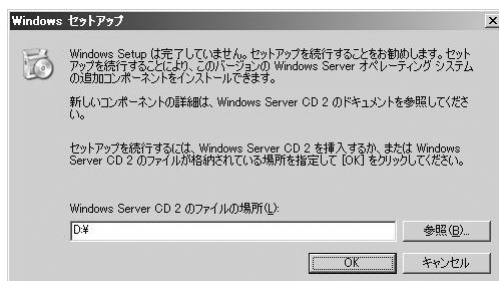 Windows セットアップ
Windows Setup は完了していません。セットアップを続行することをお勧めします。セット
アップを続行することにより、このバージョンの Windows Server オペレーティング システム
の追加コンポーネントをインストールできます。
新しいコンポーネントの詳細は、Windows Server CD 2 のドキュメントを参照してくださ
い。
セットアップを続行するには、Windows Server CD 2 を挿入するか、または Windows
Server CD 2 のファイルが格納されている場所を指定して [OK] をクリックしてください。
Windows Server CD 2 のファイルの場所(L):
D:¥
参照(B)...
OK
キャンセル